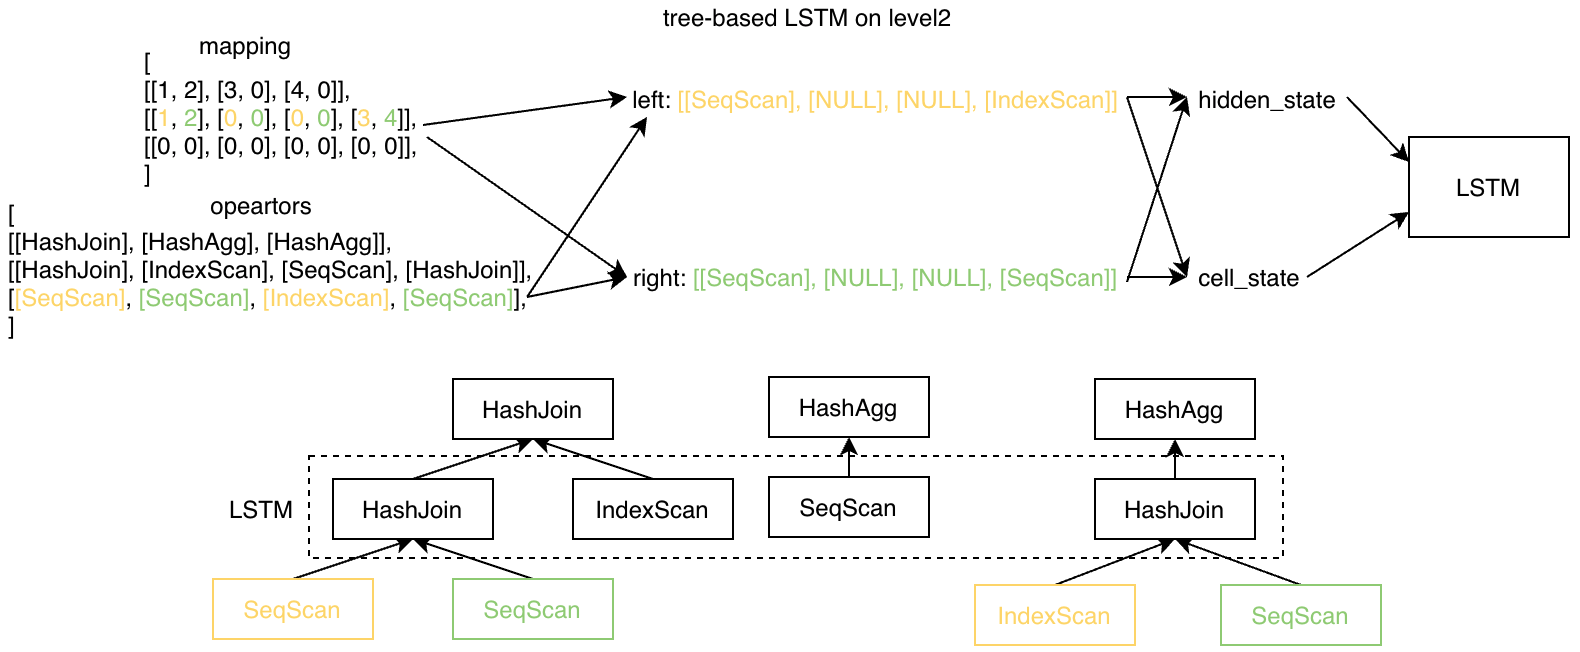 tree-based LSTM on level2
mapping
[
[[1, 2], [3, 0], [4, 0]],
[[1, 2], [0, 0], [0, 0], [3, 4]],
[[0, 0], [0, 0], [0, 0], [0, 0]],
]
opeartors
[
[[HashJoin], [HashAgg], [HashAgg]],
[[HashJoin], [IndexScan], [SeqScan], [HashJoin]],
[[SeqScan], [SeqScan], [IndexScan], [SeqScan]],
]
left: [[SeqScan], [NULL], [NULL], [IndexScan]]
right: [[SeqScan], [NULL], [NULL], [SeqScan]]
hidden_state
cell_state
LSTM
HashJoin
HashAgg
HashAgg
LSTM
HashJoin
IndexScan
SeqScan
HashJoin
SeqScan
SeqScan
IndexScan
SeqScan